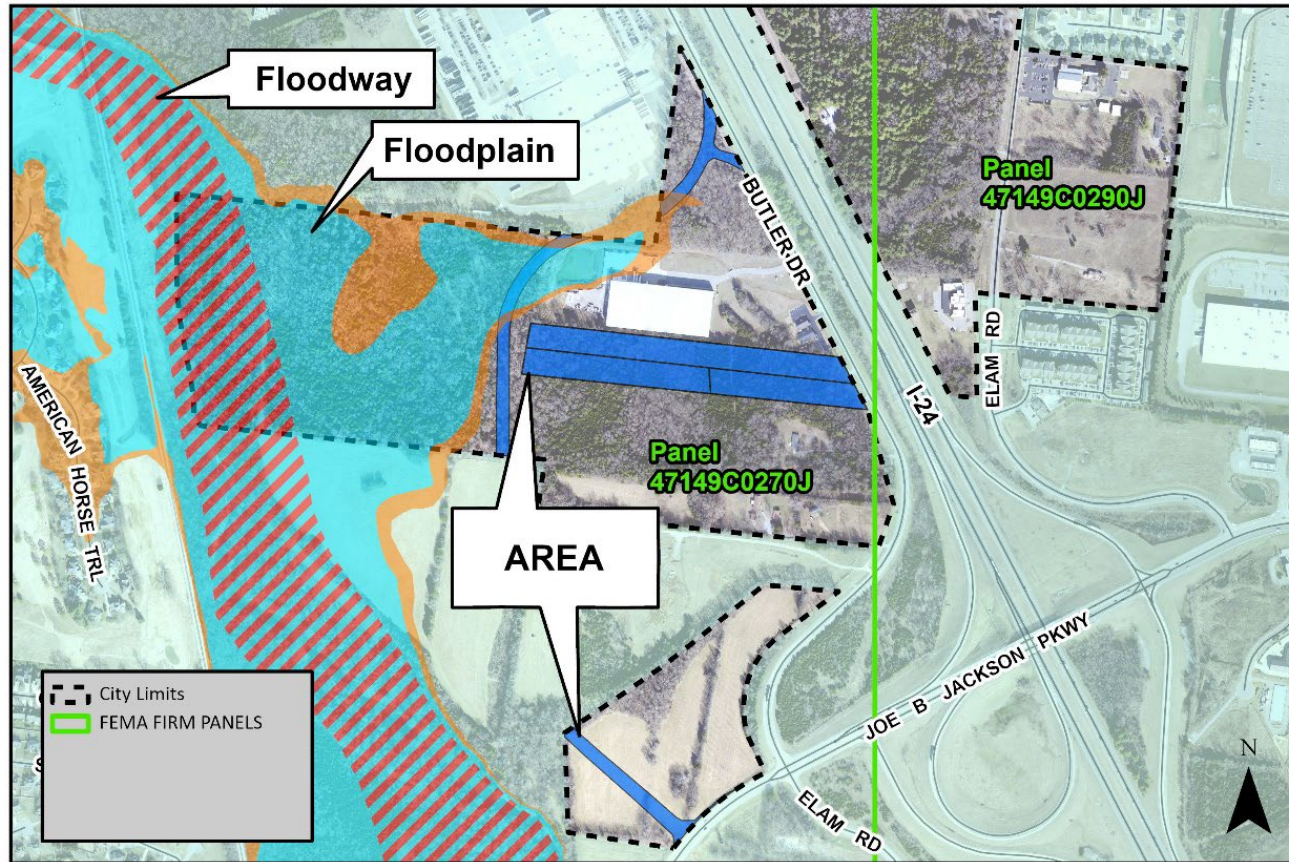 Floodway
Floodplain
Panel
47149C0290J
BUTLER DR
ELAM RD
I-24
AMERICAN HORSE TRL
Panel
47149C0270J
AREA
JOE B JACKSON PKWY
City Limits
FEMA FIRM PANELS
ELAM RD
N